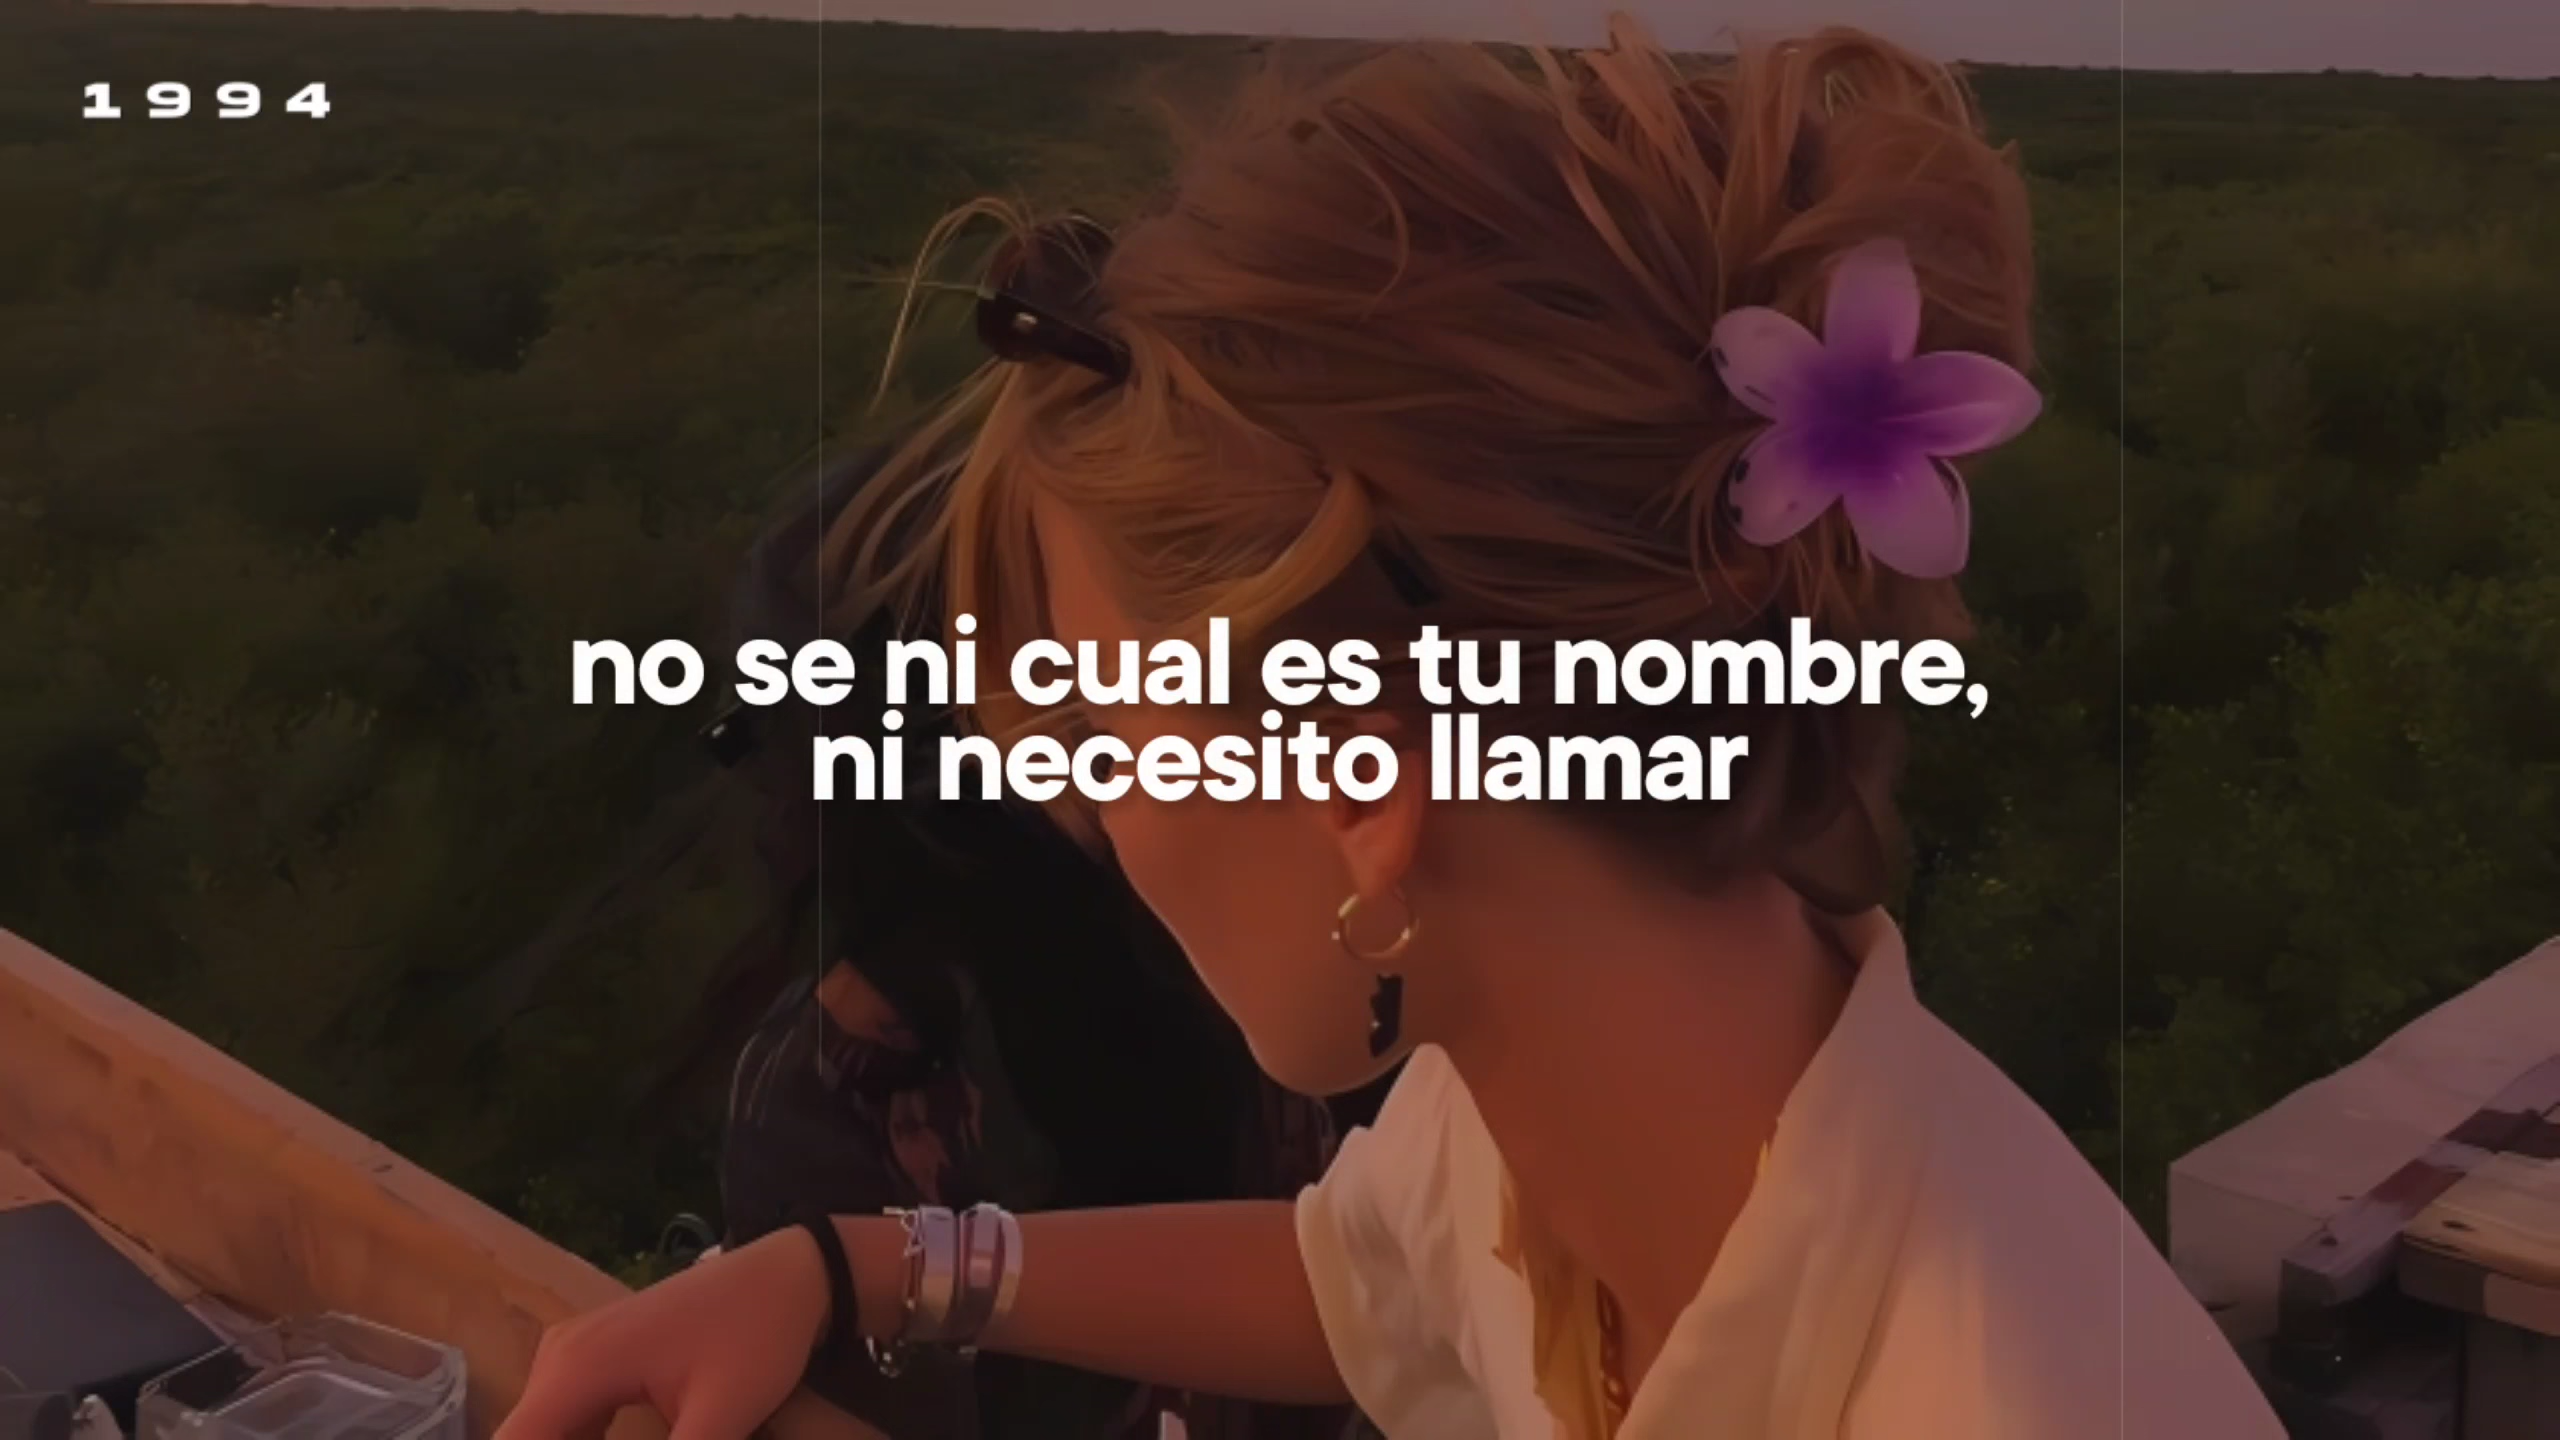 1994
no se ni cual es tu nombre,
ni necesito llamar